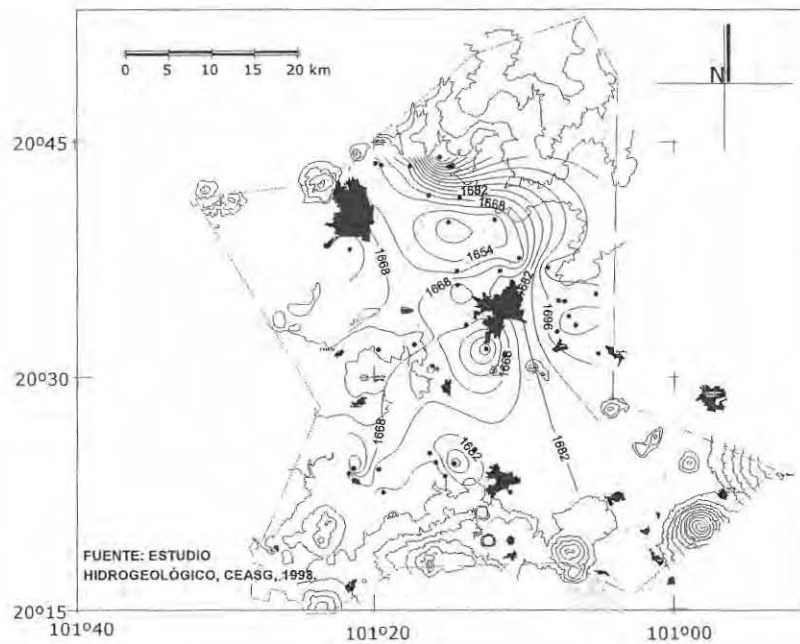 0 5 10 15 20 km
N
20º45
20º30
20º15
101º40
101º20
101º00
1682
1668
1654
1668
1668
1682
1696
1668
1668
1682
1682
FUENTE: ESTUDIO
HIDROGEOLÓGICO, CEASG, 1998.